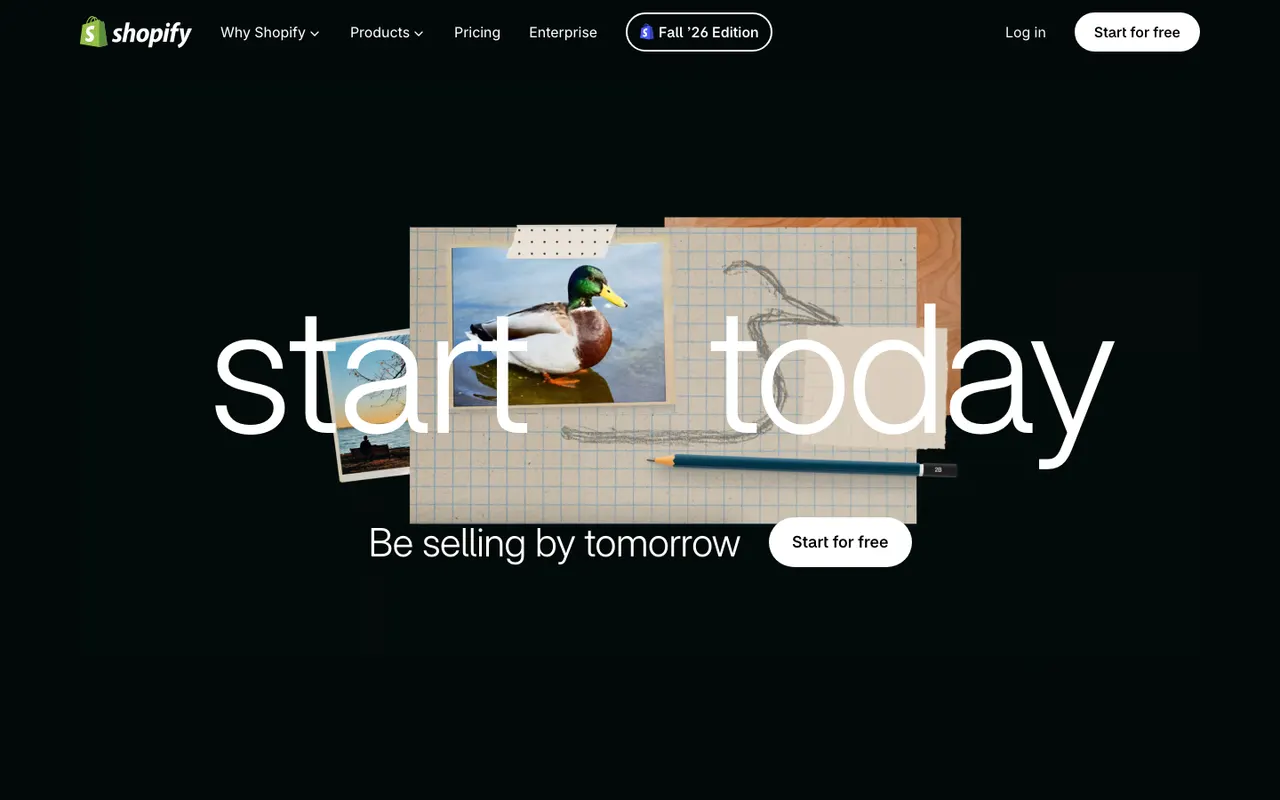 shopify Why Shopify Products Pricing Enterprise Fall ’26 Edition Log in Start for free
start today
2B
Be selling by tomorrow Start for free